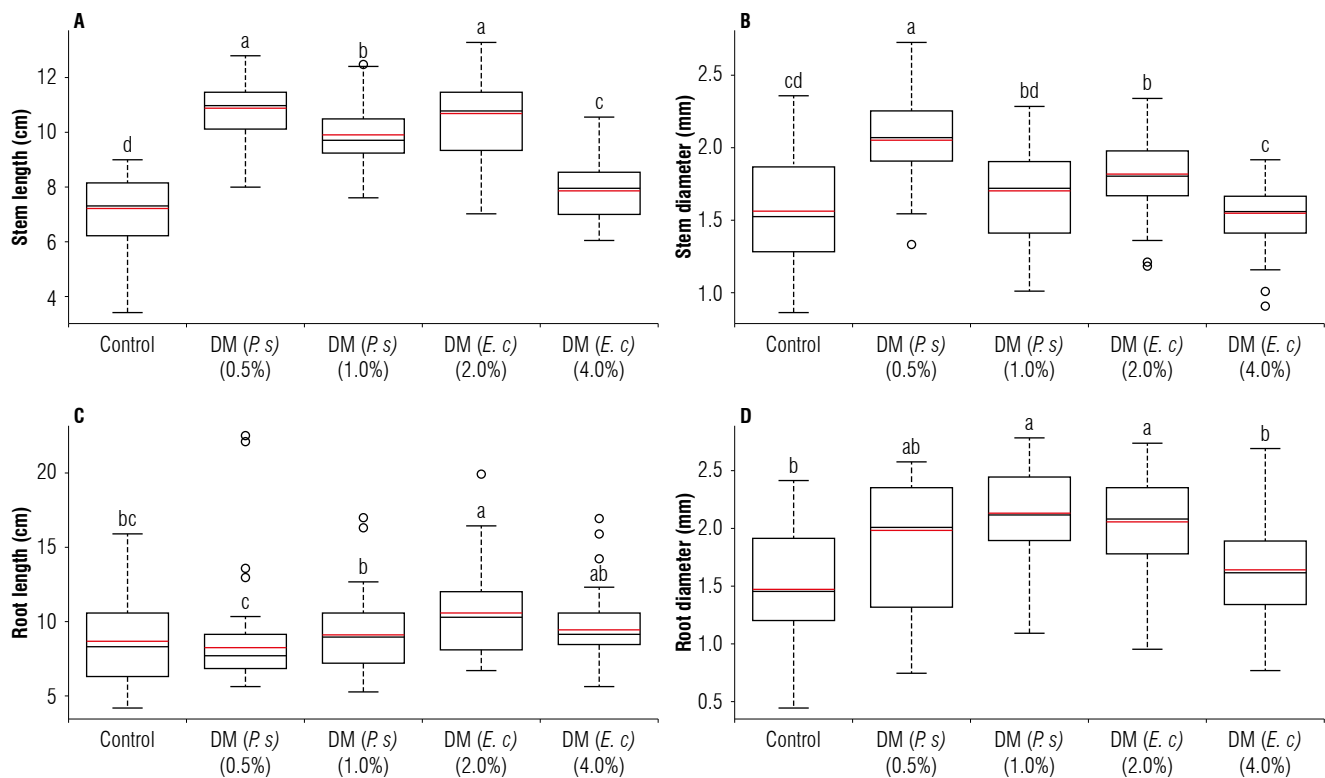 A
Stem length (cm)
12
10
8
6
4
d
a
b
a
c
Control
DM (P. s)
(0.5%)
DM (P. s)
(1.0%)
DM (E. c)
(2.0%)
DM (E. c)
(4.0%)
B
Stem diameter (mm)
2.5
2.0
1.5
1.0
cd
a
bd
b
c
Control
DM (P. s)
(0.5%)
DM (P. s)
(1.0%)
DM (E. c)
(2.0%)
DM (E. c)
(4.0%)
C
Root length (cm)
20
15
10
5
bc
c
b
a
ab
Control
DM (P. s)
(0.5%)
DM (P. s)
(1.0%)
DM (E. c)
(2.0%)
DM (E. c)
(4.0%)
D
Root diameter (mm)
2.5
2.0
1.5
1.0
0.5
b
ab
a
a
b
Control
DM (P. s)
(0.5%)
DM (P. s)
(1.0%)
DM (E. c)
(2.0%)
DM (E. c)
(4.0%)